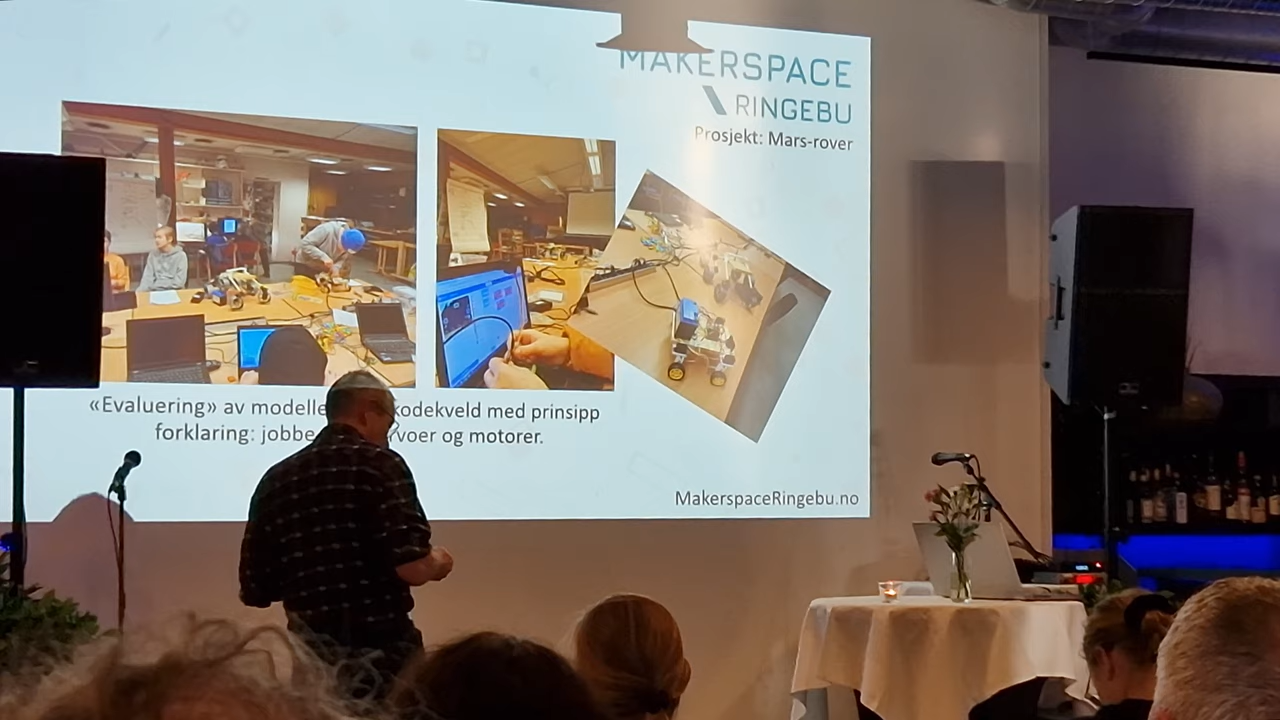 MAKERSPACE
RINGEBU
Prosjekt: Mars-rover
«Evaluering» av modelle kodekveld med prinsipp
forklaring: jobbe rvoer og motorer.
MakerspaceRingebu.no